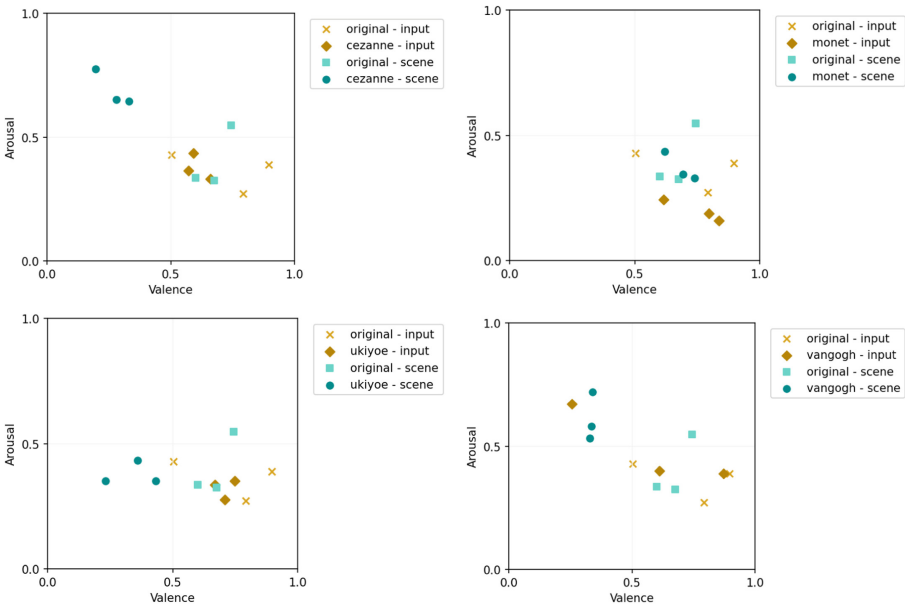 1.0
0.5
0.0
Arousal
0.0
0.5
1.0
Valence
original - input
cezanne - input
original - scene
cezanne - scene
1.0
0.5
0.0
Arousal
0.0
0.5
1.0
Valence
original - input
monet - input
original - scene
monet - scene
1.0
0.5
0.0
Arousal
0.0
0.5
1.0
Valence
original - input
ukiyoe - input
original - scene
ukiyoe - scene
1.0
0.5
0.0
Arousal
0.0
0.5
1.0
Valence
original - input
vangogh - input
original - scene
vangogh - scene